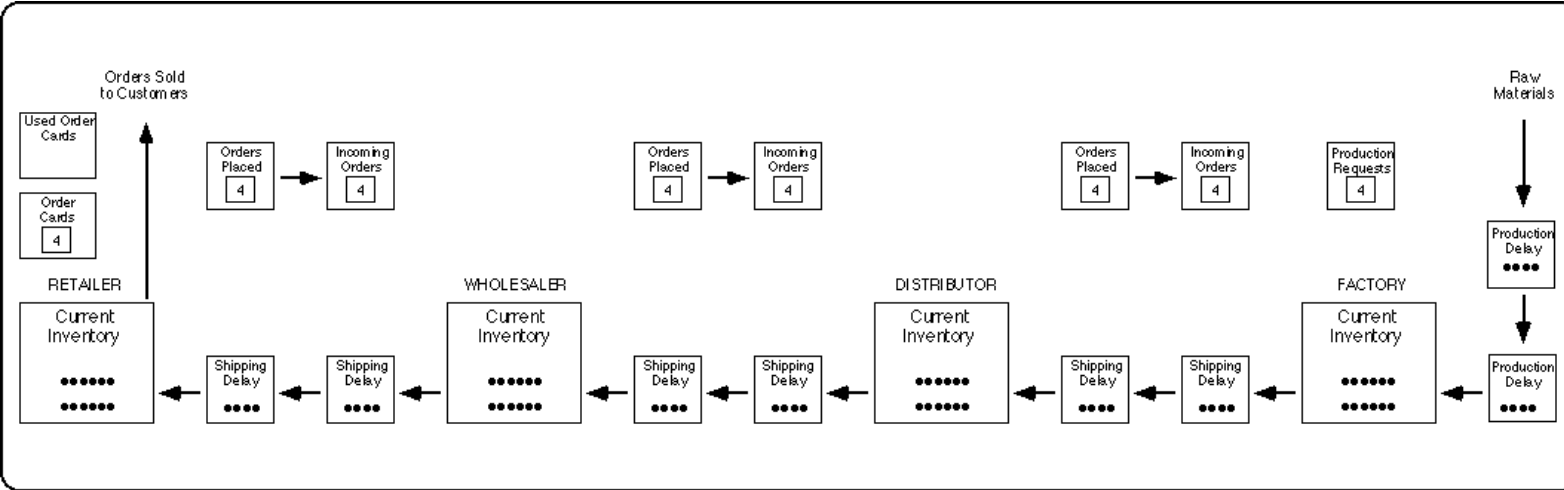 Orders Sold
to Customers
Raw
Materials
Used Order
Cards
Orders
Placed
4
Incoming
Orders
4
Orders
Placed
4
Incoming
Orders
4
Orders
Placed
4
Incoming
Orders
4
Production
Requests
4
Order
Cards
4
Production
Delay
RETAILER
WHOLESALER
DISTRIBUTOR
FACTORY
Current
Inventory
Current
Inventory
Current
Inventory
Current
Inventory
Shipping
Delay
Shipping
Delay
Shipping
Delay
Shipping
Delay
Shipping
Delay
Shipping
Delay
Production
Delay